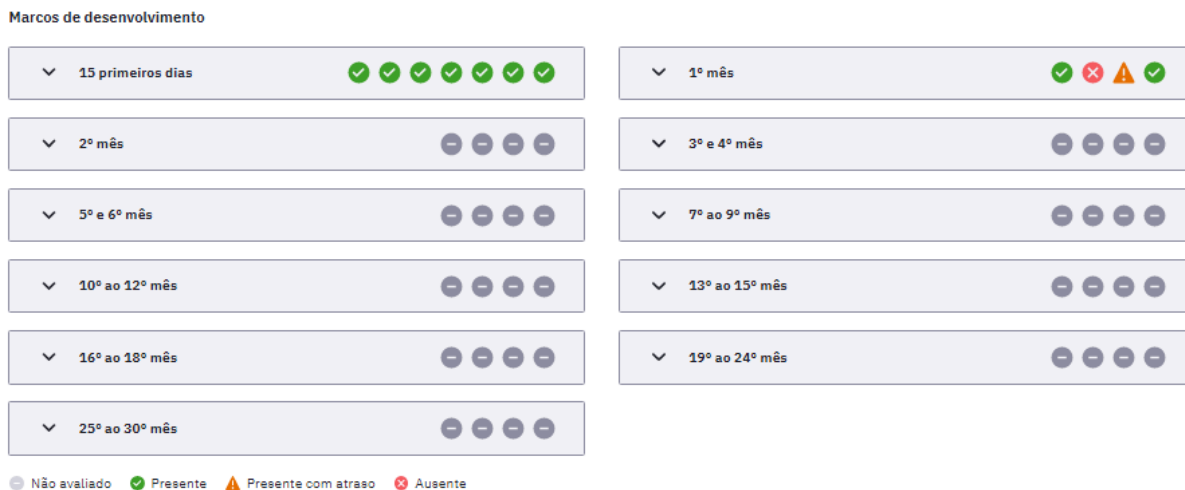 Marcos de desenvolvimento
15 primeiros dias
1º mês
2º mês
3º e 4º mês
5º e 6º mês
7º ao 9º mês
10º ao 12º mês
13º ao 15º mês
16º ao 18º mês
19º ao 24º mês
25º ao 30º mês
Não avaliado Presente Presente com atraso Ausente